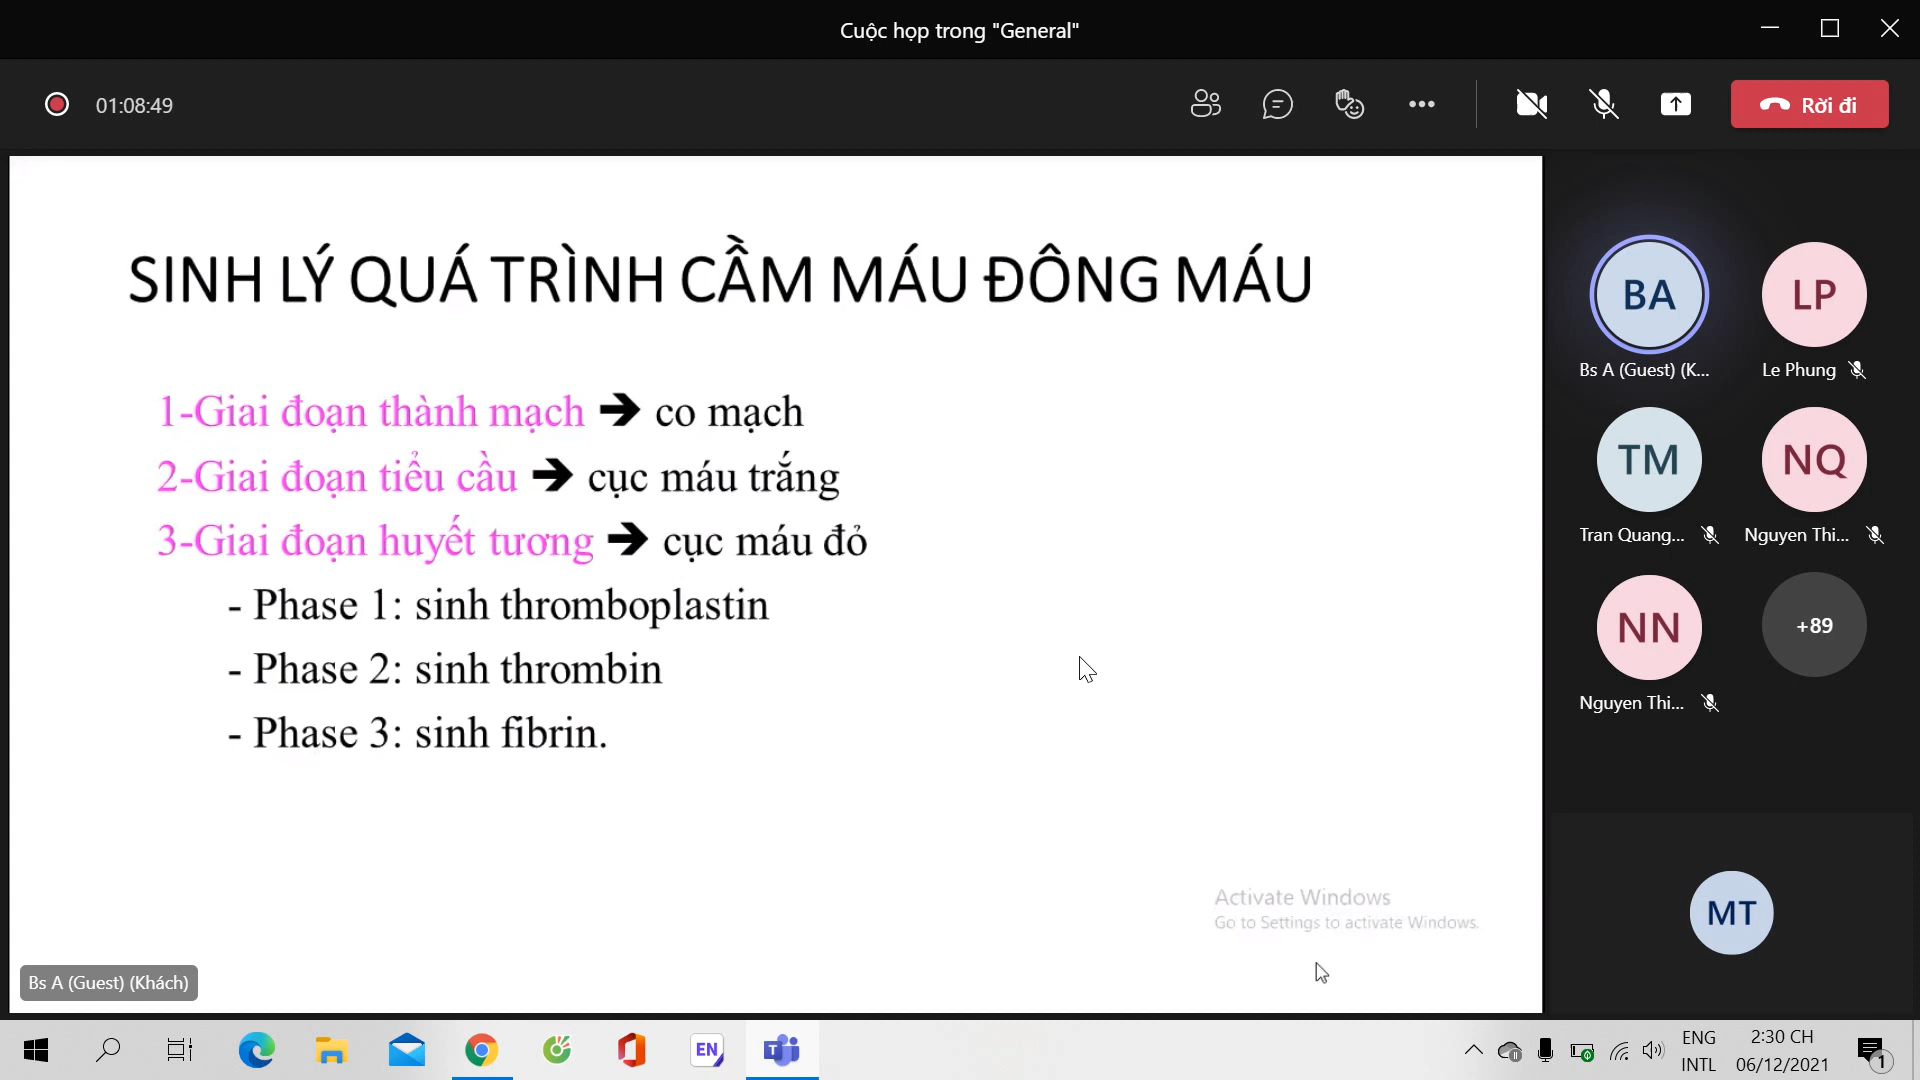 Cuộc họp trong "General"
01:08:49
Rời đi
SINH LÝ QUÁ TRÌNH CẦM MÁU ĐÔNG MÁU
1-Giai đoạn thành mạch ➔ co mạch
2-Giai đoạn tiểu cầu ➔ cục máu trắng
3-Giai đoạn huyết tương ➔ cục máu đỏ
- Phase 1: sinh thromboplastin
- Phase 2: sinh thrombin
- Phase 3: sinh fibrin.
Activate Windows
Go to Settings to activate Windows.
Bs A (Guest) (Khách)
BA
LP
Bs A (Guest) (K...
Le Phung
TM
NQ
Tran Quang...
Nguyen Thi...
NN
+89
Nguyen Thi...
MT
EN
T
ENG
INTL
2:30 CH
06/12/2021
1